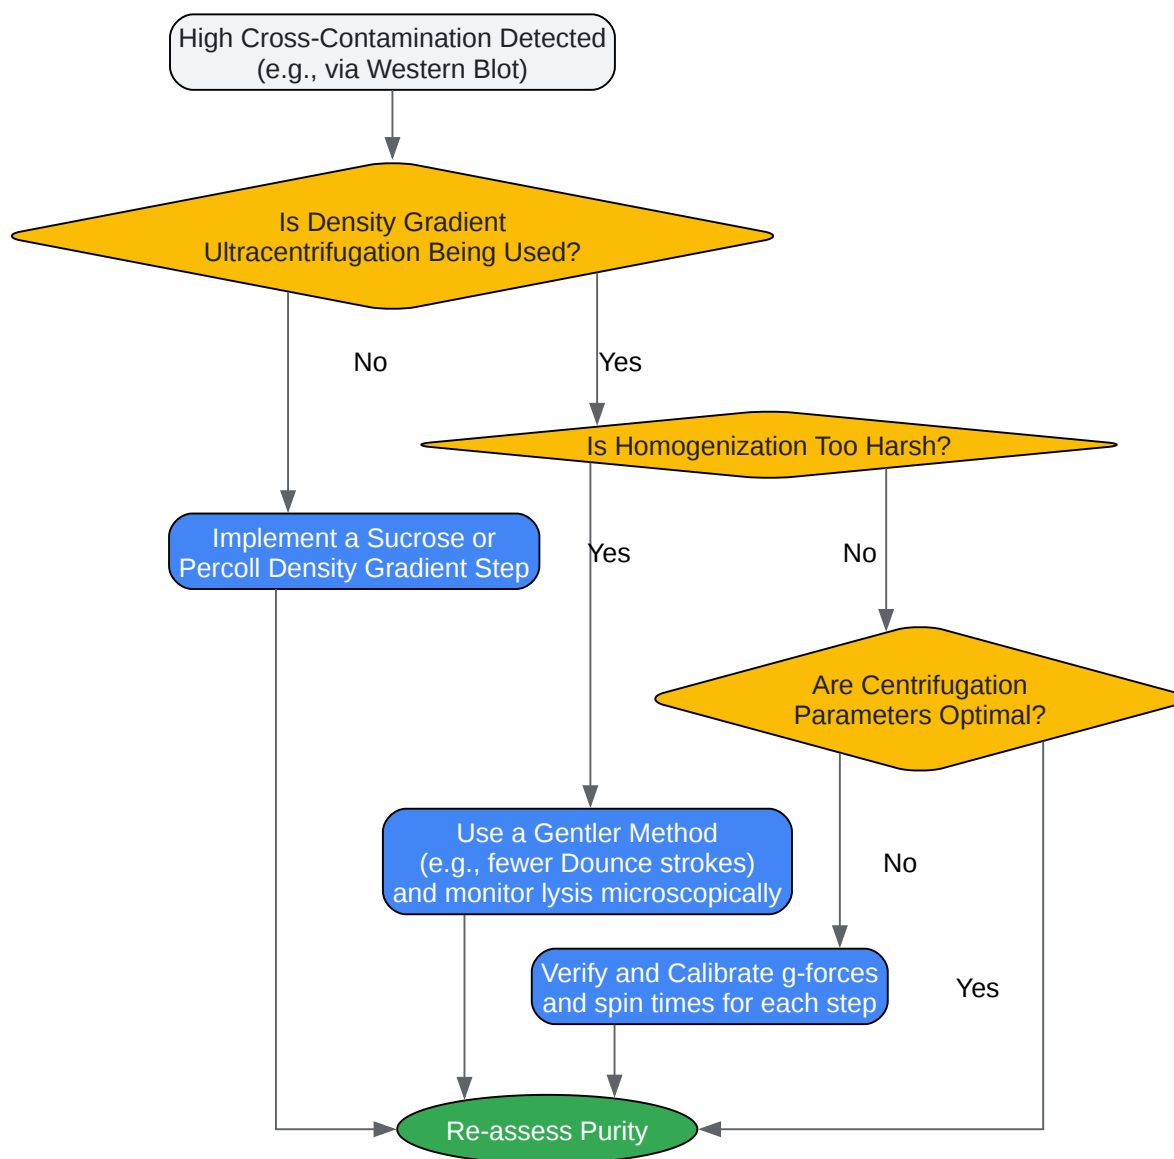 High Cross-Contamination Detected
(e.g., via Western Blot)
Is Density Gradient
Ultracentrifugation Being Used?
No
Yes
Is Homogenization Too Harsh?
Implement a Sucrose or
Percoll Density Gradient Step
Yes
No
Are Centrifugation
Parameters Optimal?
Use a Gentler Method
(e.g., fewer Dounce strokes)
and monitor lysis microscopically
No
Verify and Calibrate g-forces
and spin times for each step
Yes
Re-assess Purity